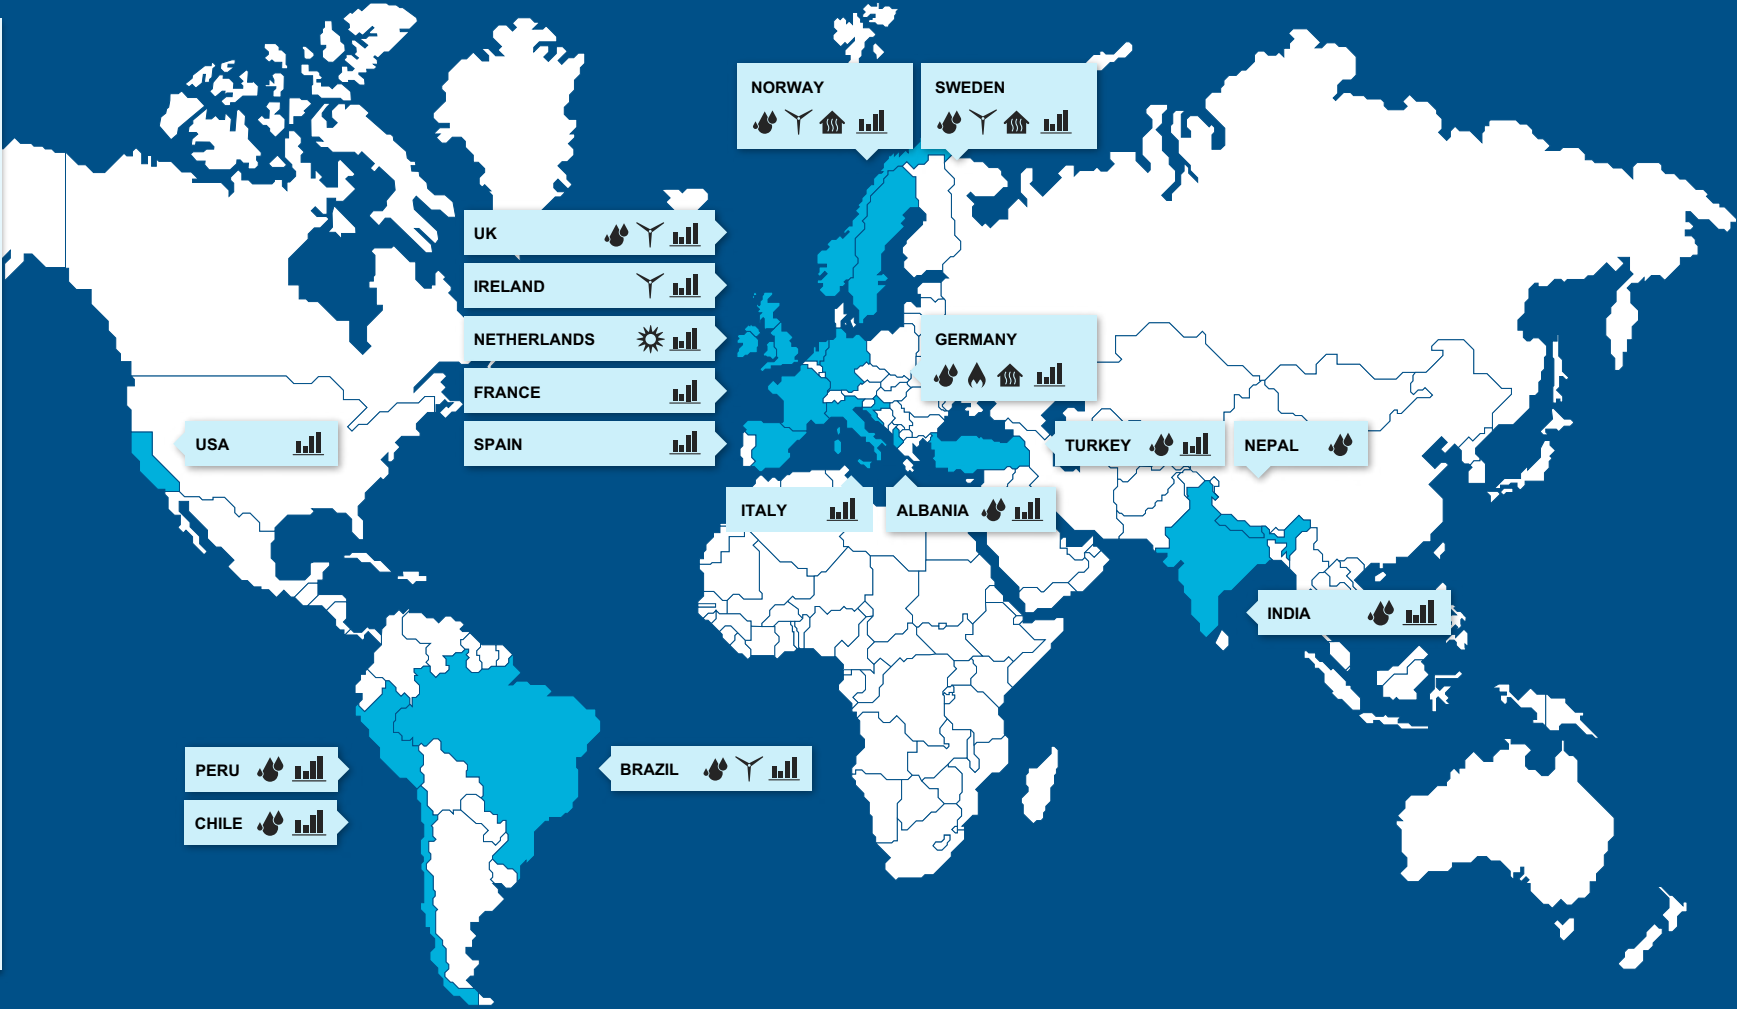 NORWAY
SWEDEN
UK
IRELAND
NETHERLANDS
GERMANY
FRANCE
USA
SPAIN
TURKEY
NEPAL
ITALY
ALBANIA
INDIA
PERU
BRAZIL
CHILE